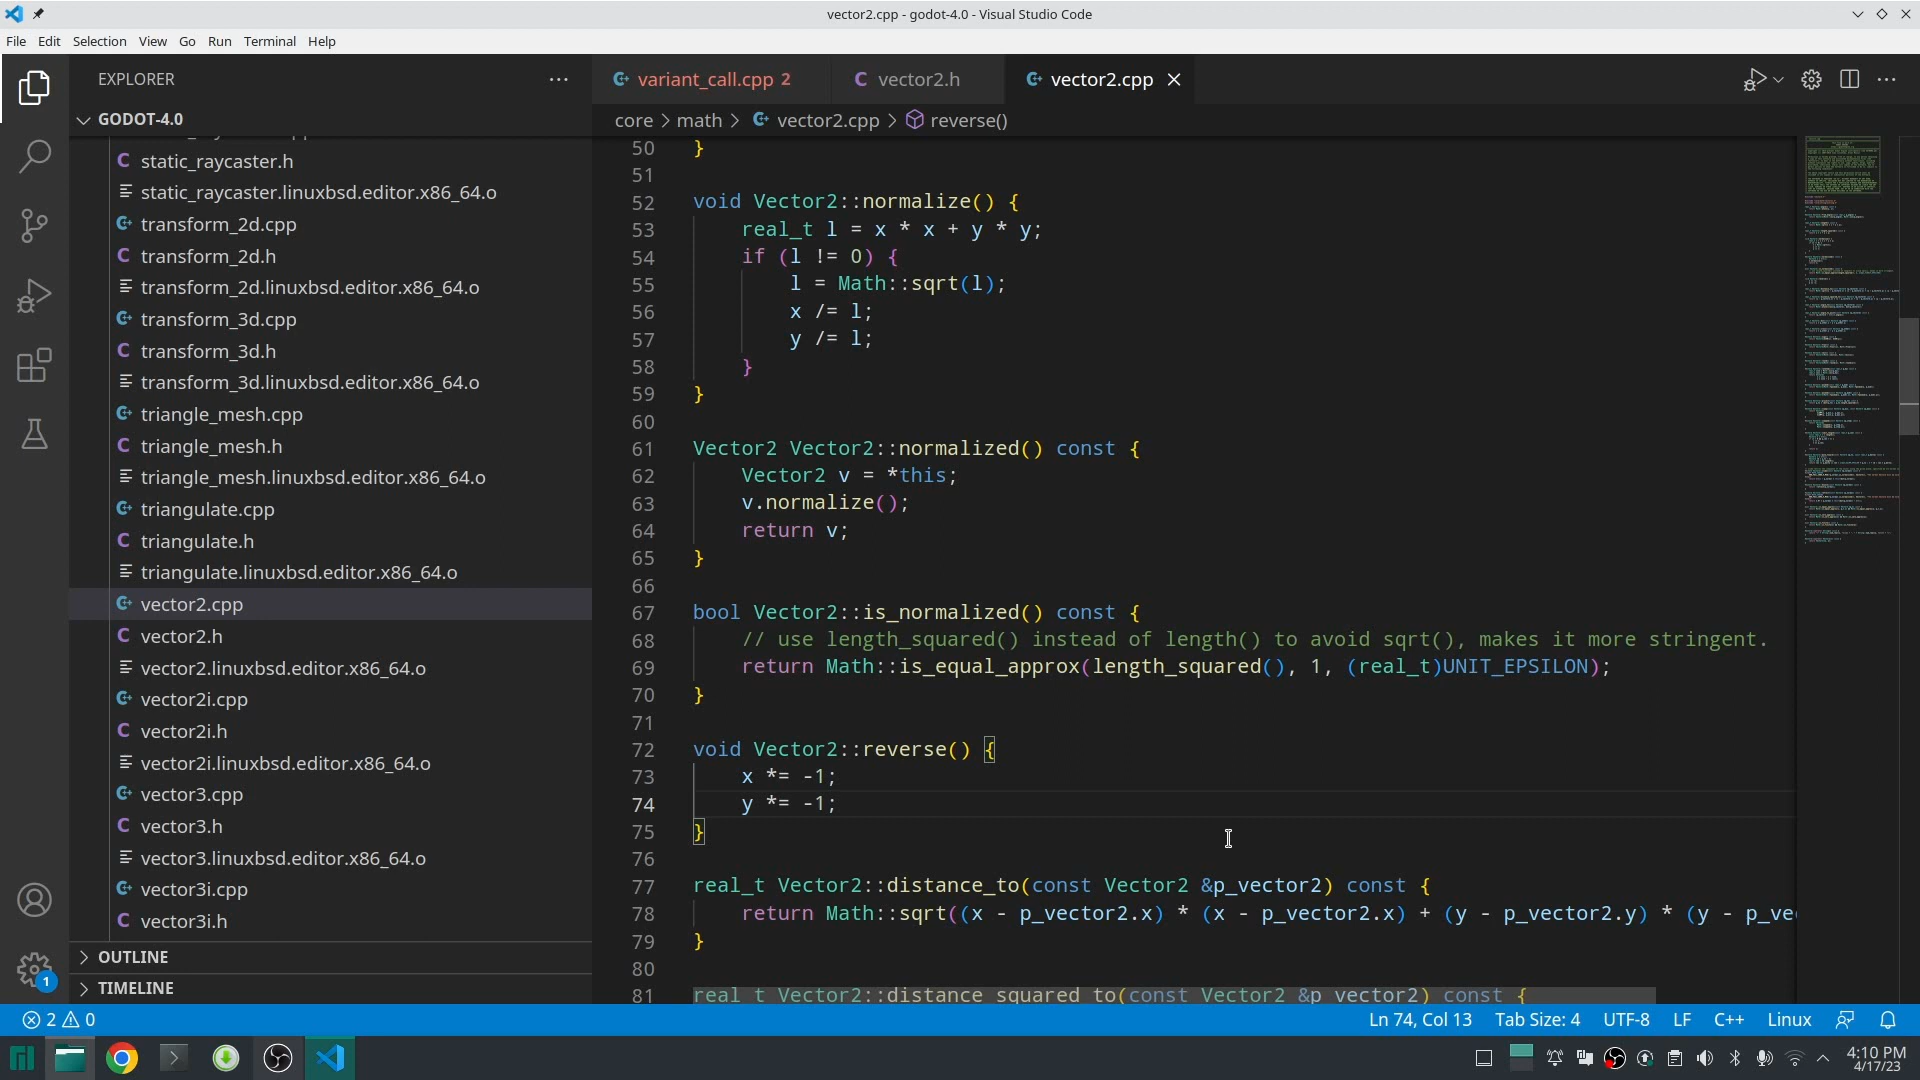 vector2.cpp - godot-4.0 - Visual Studio Code
File Edit Selection View Go Run Terminal Help
EXPLORER
GODOT-4.0
static_raycaster.h
static_raycaster.linuxbsd.editor.x86_64.o
transform_2d.cpp
transform_2d.h
transform_2d.linuxbsd.editor.x86_64.o
transform_3d.cpp
transform_3d.h
transform_3d.linuxbsd.editor.x86_64.o
triangle_mesh.cpp
triangle_mesh.h
triangle_mesh.linuxbsd.editor.x86_64.o
triangulate.cpp
triangulate.h
triangulate.linuxbsd.editor.x86_64.o
vector2.cpp
vector2.h
vector2.linuxbsd.editor.x86_64.o
vector2i.cpp
vector2i.h
vector2i.linuxbsd.editor.x86_64.o
vector3.cpp
vector3.h
vector3.linuxbsd.editor.x86_64.o
vector3i.cpp
vector3i.h
OUTLINE
TIMELINE
variant_call.cpp 2 vector2.h vector2.cpp
core > math > vector2.cpp > reverse()
50 }
51
52 void Vector2::normalize() {
53 real_t l = x * x + y * y;
54 if (l != 0) {
55 l = Math::sqrt(l);
56 x /= l;
57 y /= l;
58 }
59 }
60
61 Vector2 Vector2::normalized() const {
62 Vector2 v = *this;
63 v.normalize();
64 return v;
65 }
66
67 bool Vector2::is_normalized() const {
68 // use length_squared() instead of length() to avoid sqrt(), makes it more stringent.
69 return Math::is_equal_approx(length_squared(), 1, (real_t)UNIT_EPSILON);
70 }
71
72 void Vector2::reverse() {
73 x *= -1;
74 y *= -1;
75 }
76
77 real_t Vector2::distance_to(const Vector2 &p_vector2) const {
78 return Math::sqrt((x - p_vector2.x) * (x - p_vector2.x) + (y - p_vector2.y) * (y - p_ve
79 }
80
81 real_t Vector2::distance_squared_to(const Vector2 &p_vector2) const {
1
2 0 Ln 74, Col 13 Tab Size: 4 UTF-8 LF C++ Linux
4:10 PM
4/17/23